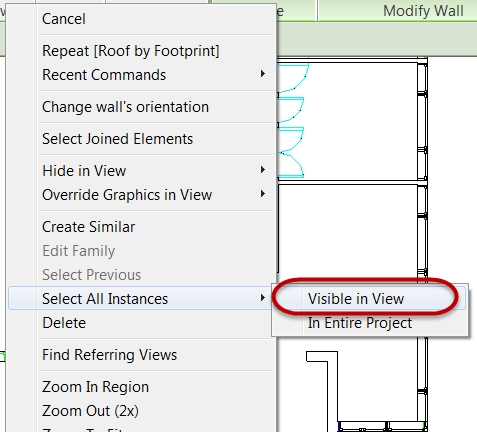 Modify Wall
Cancel
Repeat [Roof by Footprint]
Recent Commands
Change wall's orientation
Select Joined Elements
Hide in View
Override Graphics in View
Create Similar
Edit Family
Select Previous
Select All Instances
Visible in View
In Entire Project
Delete
Find Referring Views
Zoom In Region
Zoom Out (2x)